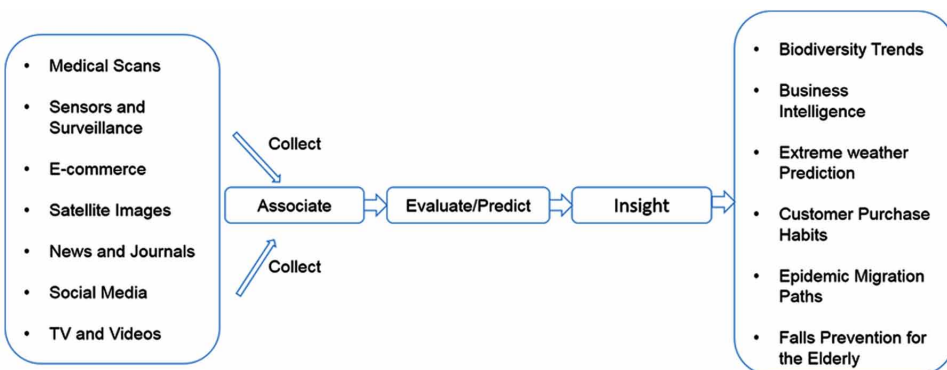 • Medical Scans
• Sensors and
Surveillance
• E-commerce
• Satellite Images
• News and Journals
• Social Media
• TV and Videos
Collect
Collect
Associate
Evaluate/Predict
Insight
• Biodiversity Trends
• Business
Intelligence
• Extreme weather
Prediction
• Customer Purchase
Habits
• Epidemic Migration
Paths
• Falls Prevention for
the Elderly